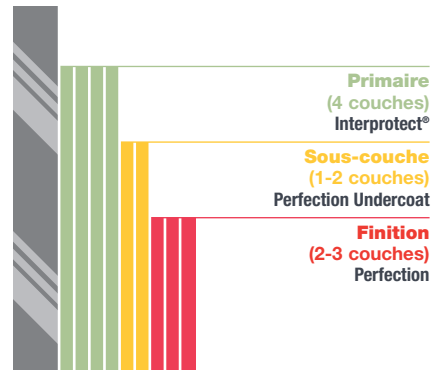 Primaire
(4 couches)
Interprotect®
Sous-couche
(1-2 couches)
Perfection Undercoat
Finition
(2-3 couches)
Perfection